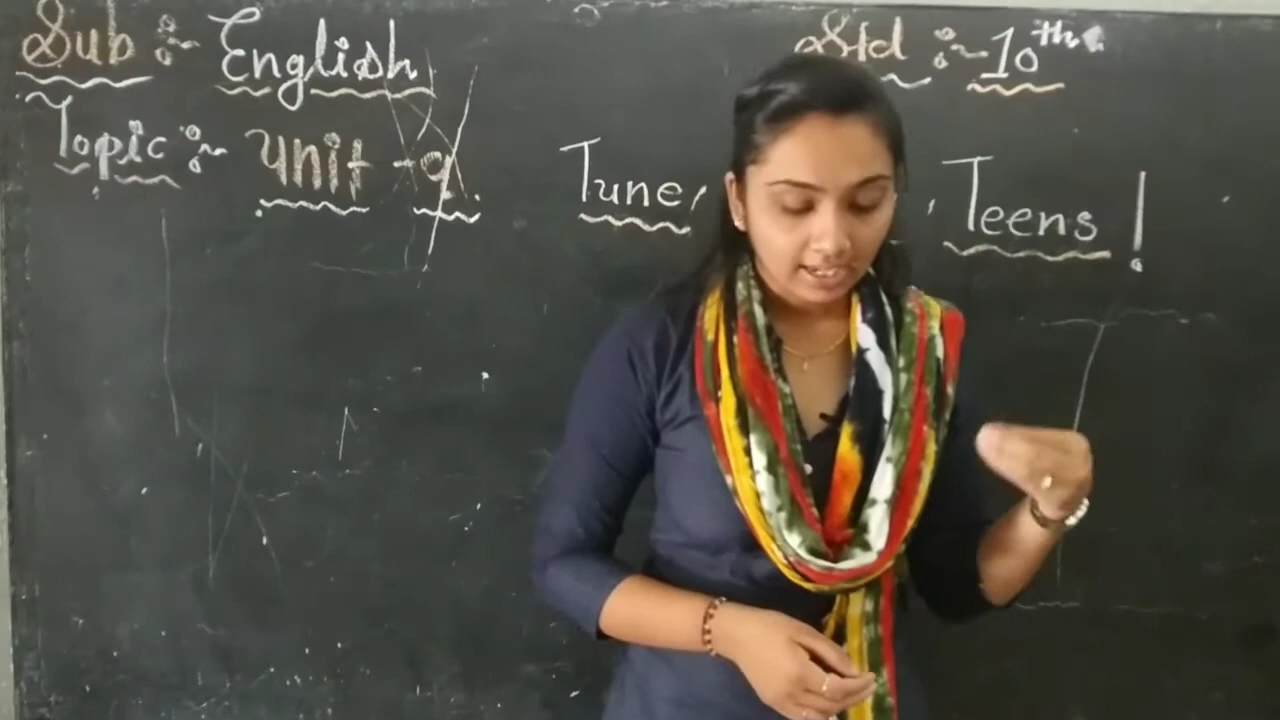 Sub :~ English
Std :~ 10th
Topic :~ Unit - 9.
Tune, , Teens!